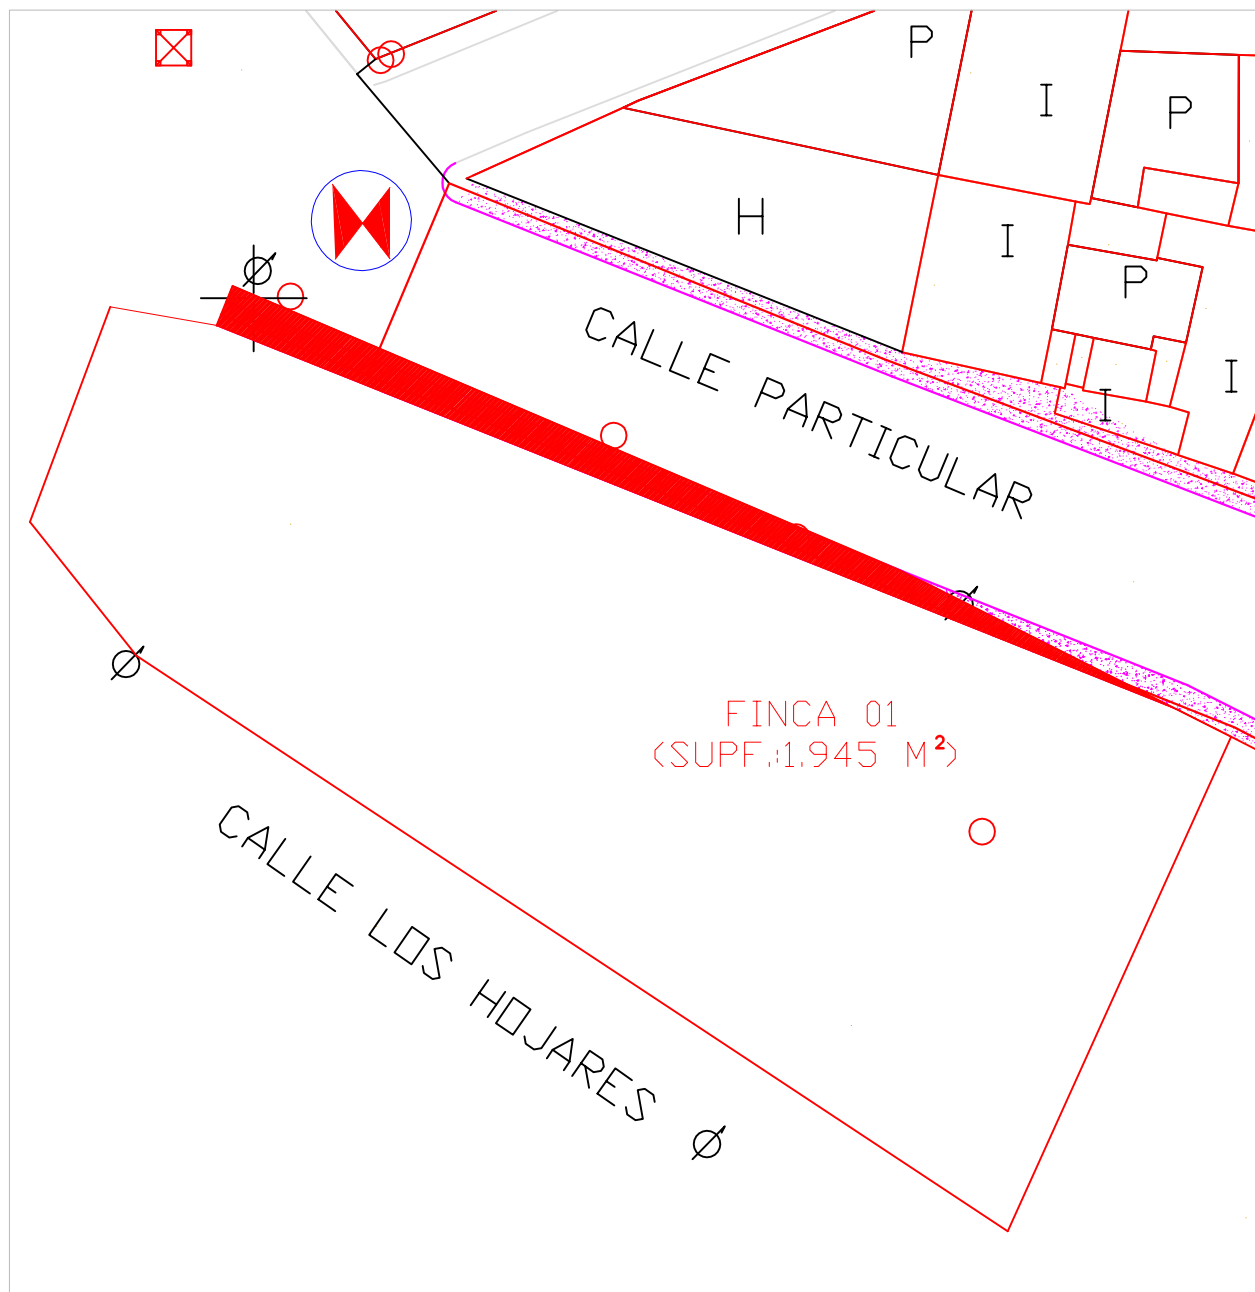 P
I
P
H
I
P
CALLE PARTICULAR
I
I
FINCA 01
(SUPF.:1.945 M²)
CALLE LOS HOJARES